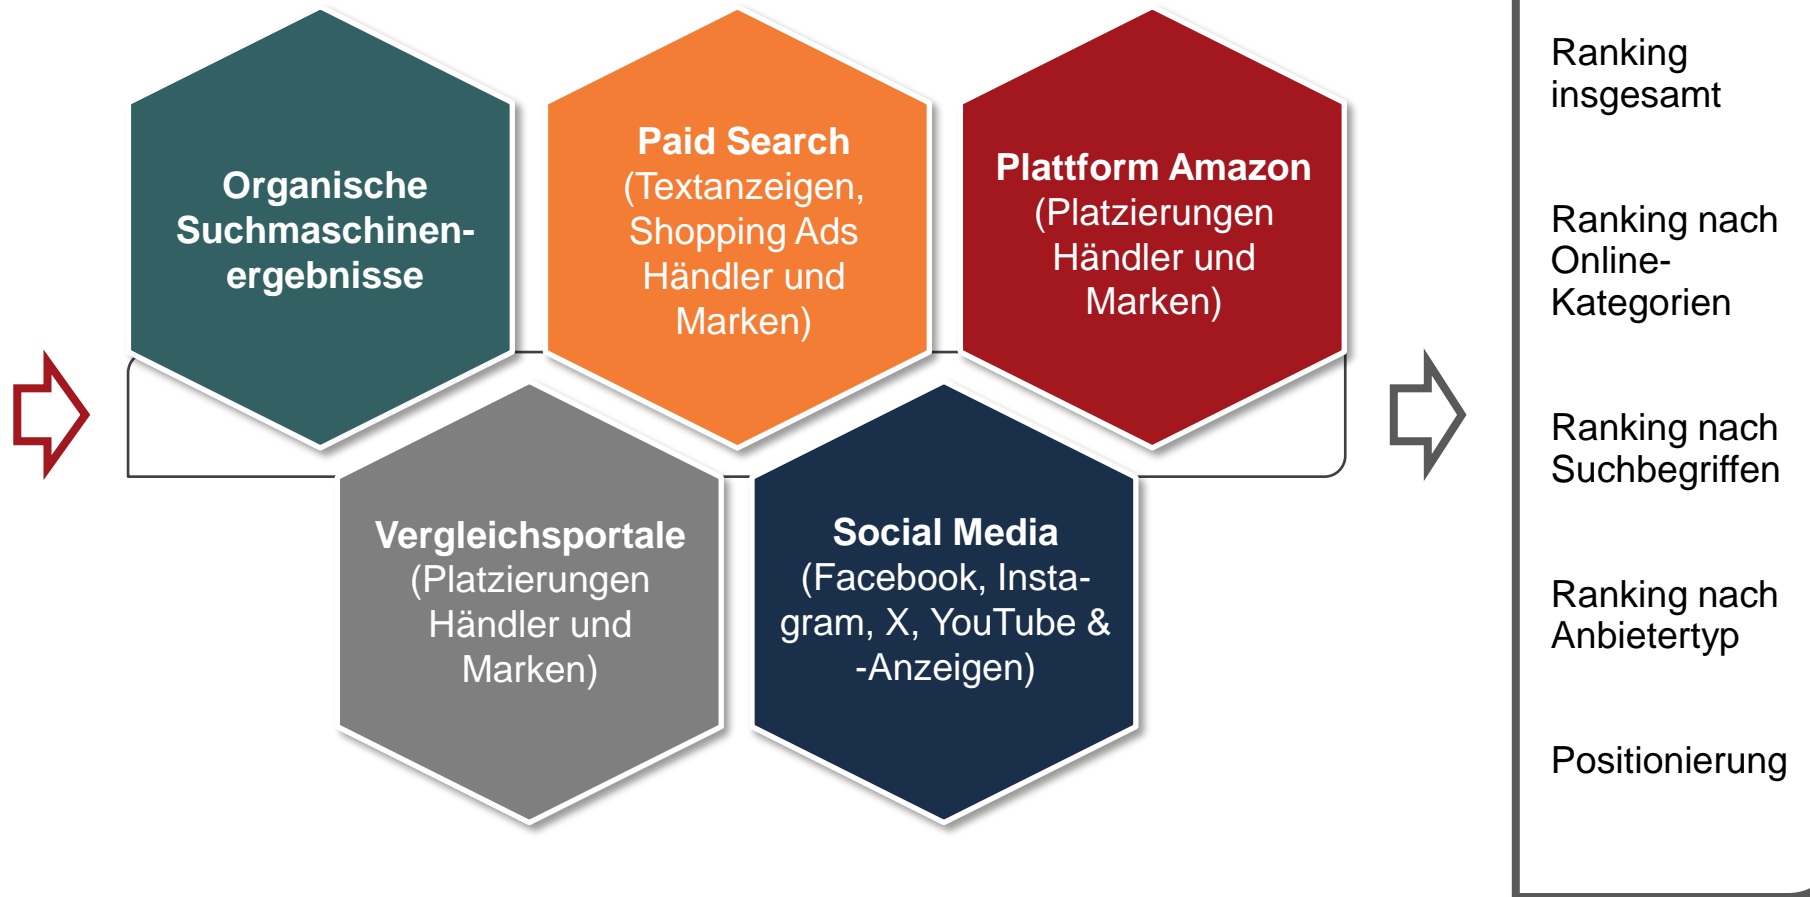 Organische
Suchmaschinen-
ergebnisse
Paid Search
(Textanzeigen,
Shopping Ads
Händler und
Marken)
Plattform Amazon
(Platzierungen
Händler und
Marken)
Vergleichsportale
(Platzierungen
Händler und
Marken)
Social Media
(Facebook, Insta-
gram, X, YouTube &
-Anzeigen)
Ranking
insgesamt
Ranking nach
Online-
Kategorien
Ranking nach
Suchbegriffen
Ranking nach
Anbietertyp
Positionierung